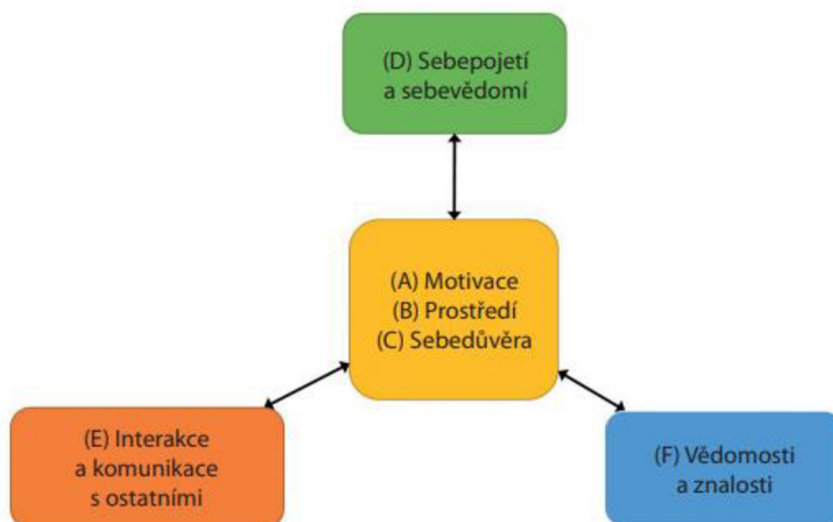 (D) Sebepojetí
a sebevědomí
(A) Motivace
(B) Prostředí
(C) Sebedůvěra
(E) Interakce
a komunikace
s ostatními
(F) Vědomosti
a znalosti